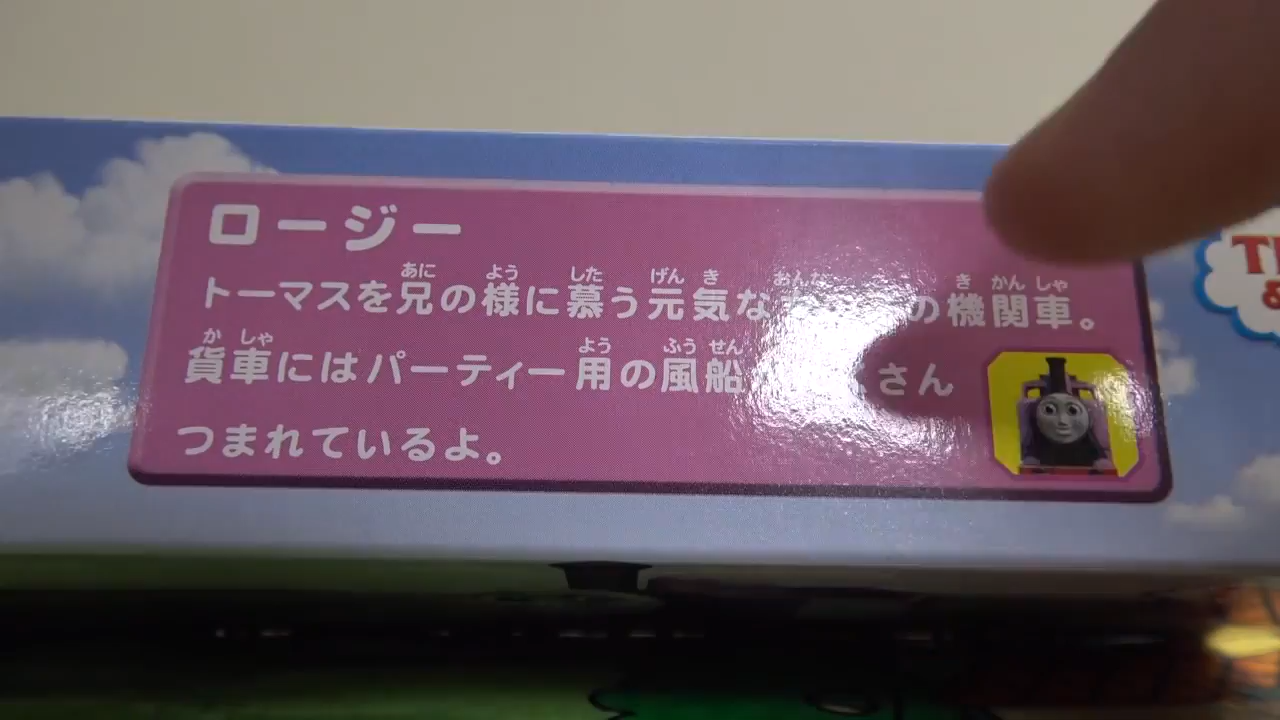 ロージー
トーマスを兄の様に慕う元気な の機関車。
貨車にはパーティー用の風船 さん
つまれているよ。